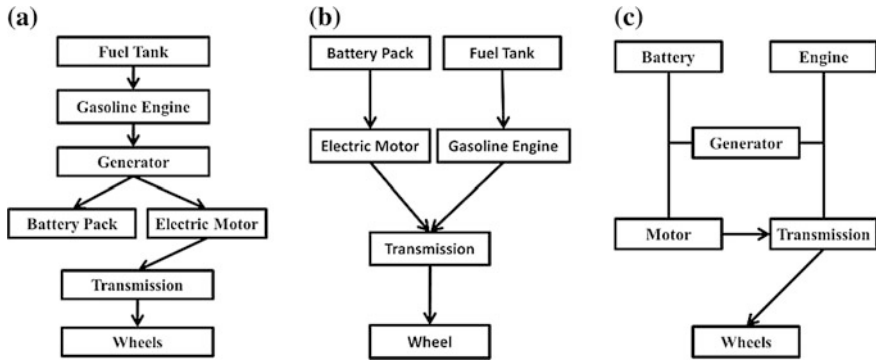 (a)
Fuel Tank
Gasoline Engine
Generator
Battery Pack
Electric Motor
Transmission
Wheels
(b)
Battery Pack
Fuel Tank
Electric Motor
Gasoline Engine
Transmission
Wheel
(c)
Battery
Engine
Generator
Motor
Transmission
Wheels